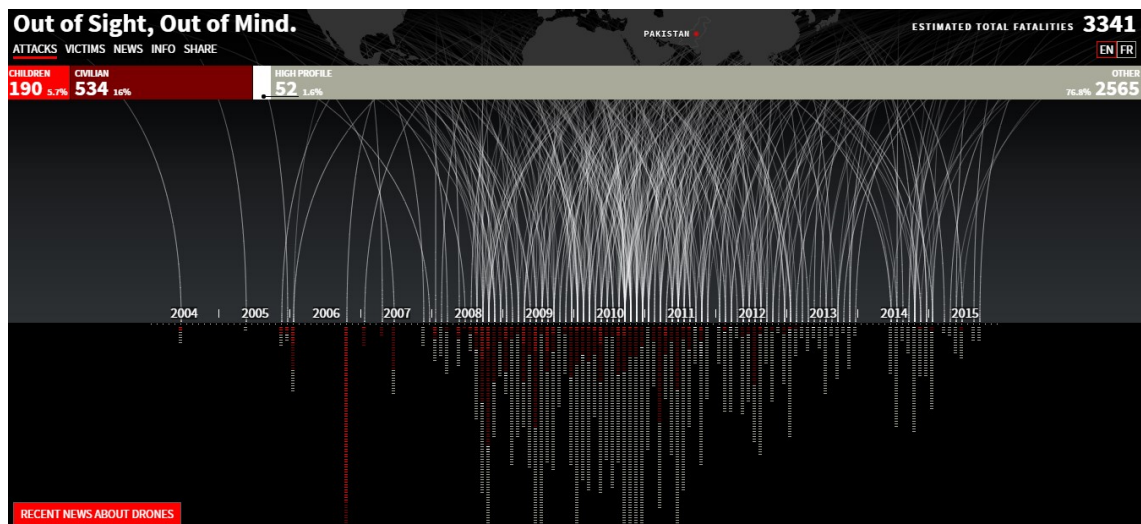 Out of Sight, Out of Mind.
ATTACKS VICTIMS NEWS INFO SHARE
PAKISTAN
ESTIMATED TOTAL FATALITIES 3341
EN FR
CHILDREN
190 5.7%
CIVILIAN
534 16%
HIGH PROFILE
52 1.6%
OTHER
76.8% 2565
2004 2005 2006 2007 2008 2009 2010 2011 2012 2013 2014 2015
RECENT NEWS ABOUT DRONES